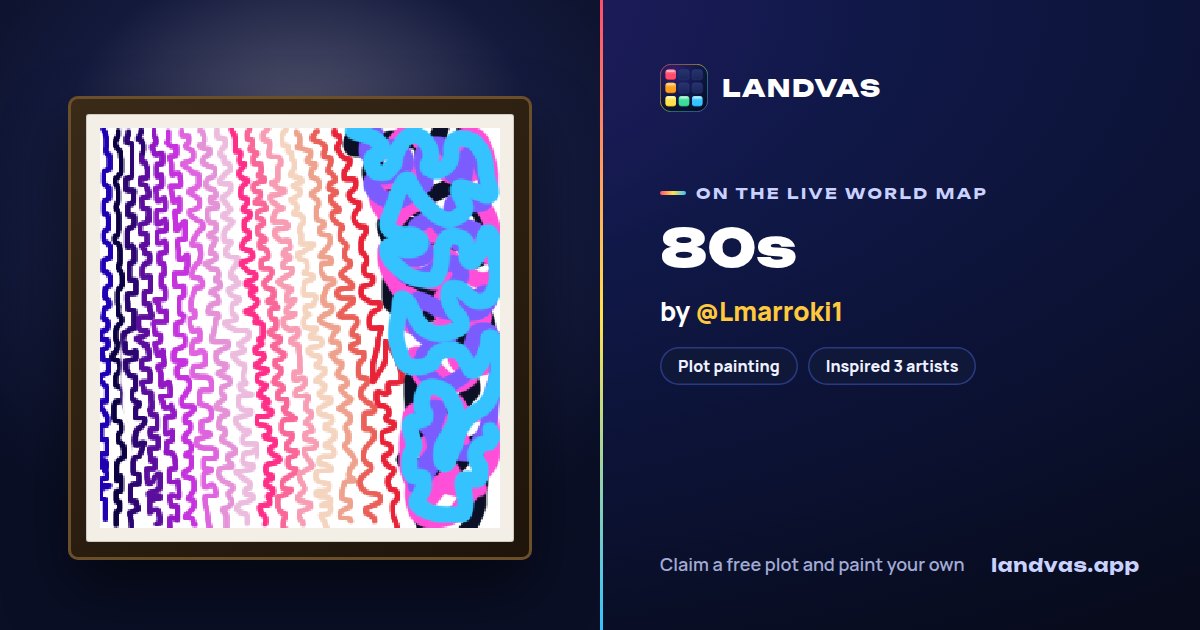 LANDVAS
ON THE LIVE WORLD MAP
80s
by @Lmarroki1
Plot painting
Inspired 3 artists
Claim a free plot and paint your own
landvas.app